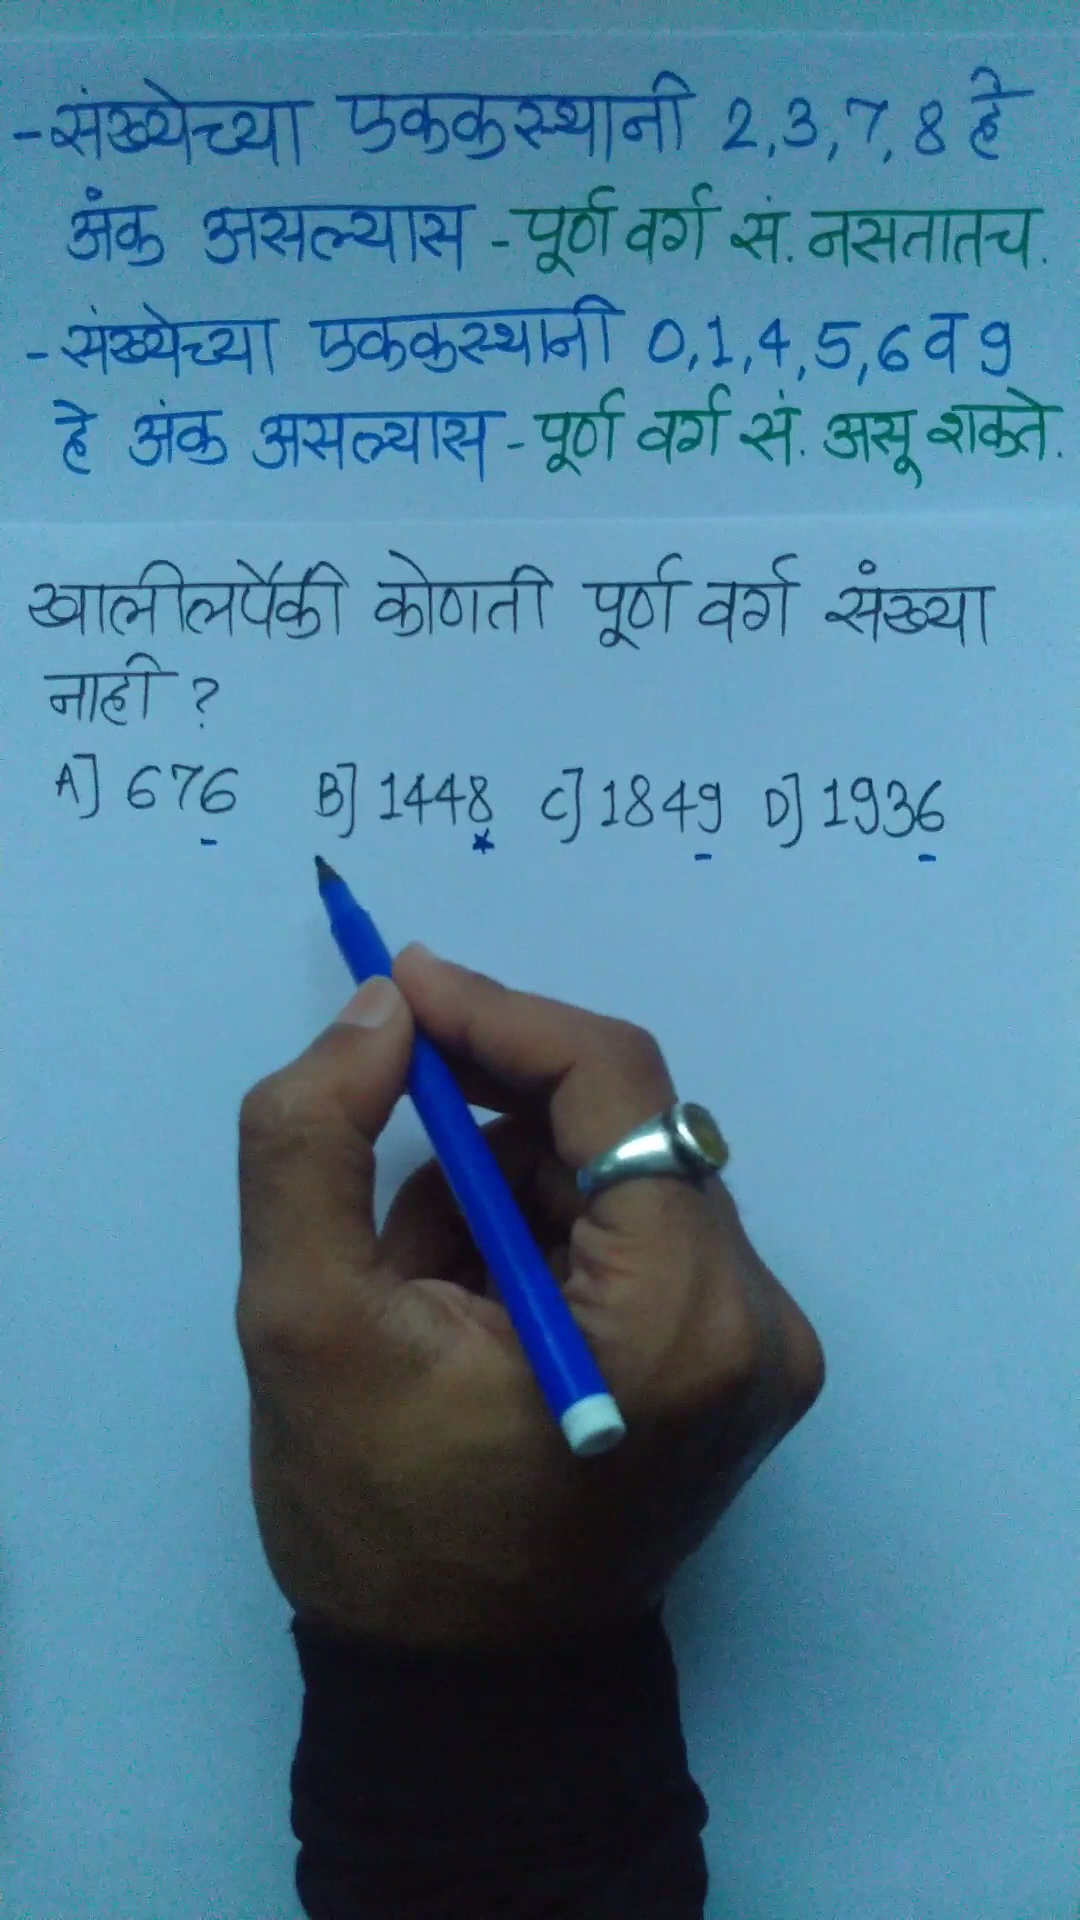 - संख्येच्या एककस्थानी 2,3,7,8 हे
अंक असल्यास - पूर्ण वर्ग सं. नसतातच.
- संख्येच्या एककस्थानी 0,1,4,5,6 व 9
हे अंक असल्यास - पूर्ण वर्ग सं. असू शकते.
खालीलपैकी कोणती पूर्ण वर्ग संख्या
नाही ?
A] 676 B] 1448 C] 1849 D] 1936